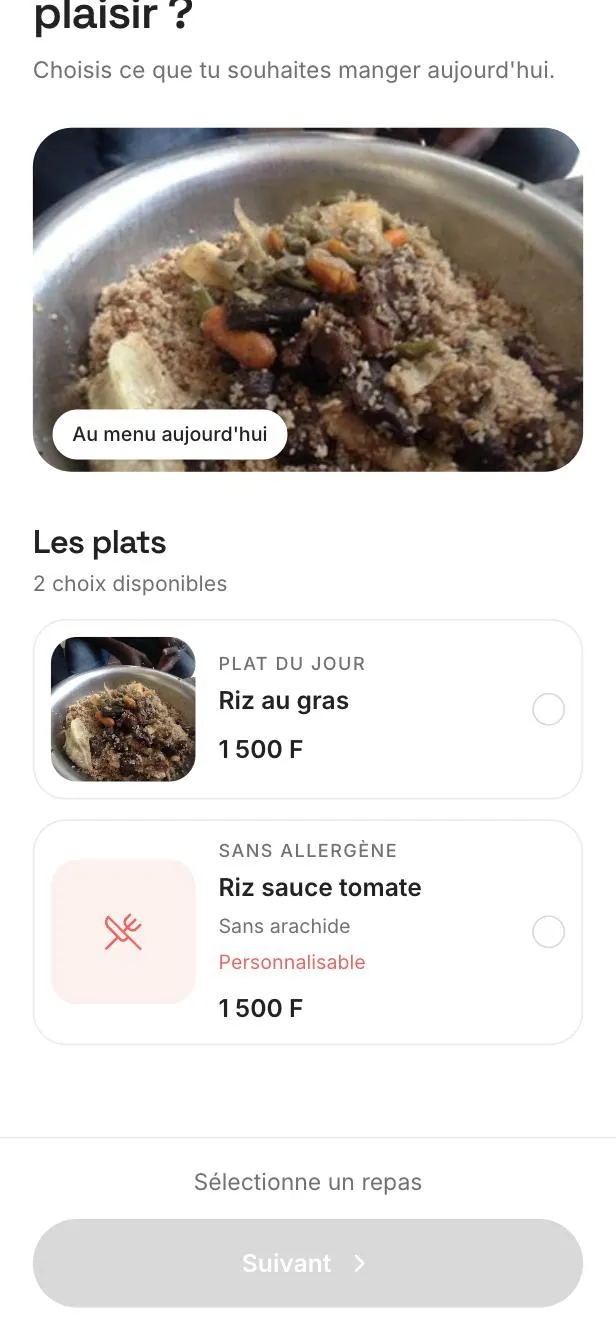 plaisir ?
Choisis ce que tu souhaites manger aujourd'hui.
Au menu aujourd'hui
Les plats
2 choix disponibles
PLAT DU JOUR
Riz au gras
1 500 F
SANS ALLERGÈNE
Riz sauce tomate
Sans arachide
Personnalisable
1 500 F
Sélectionne un repas
Suivant